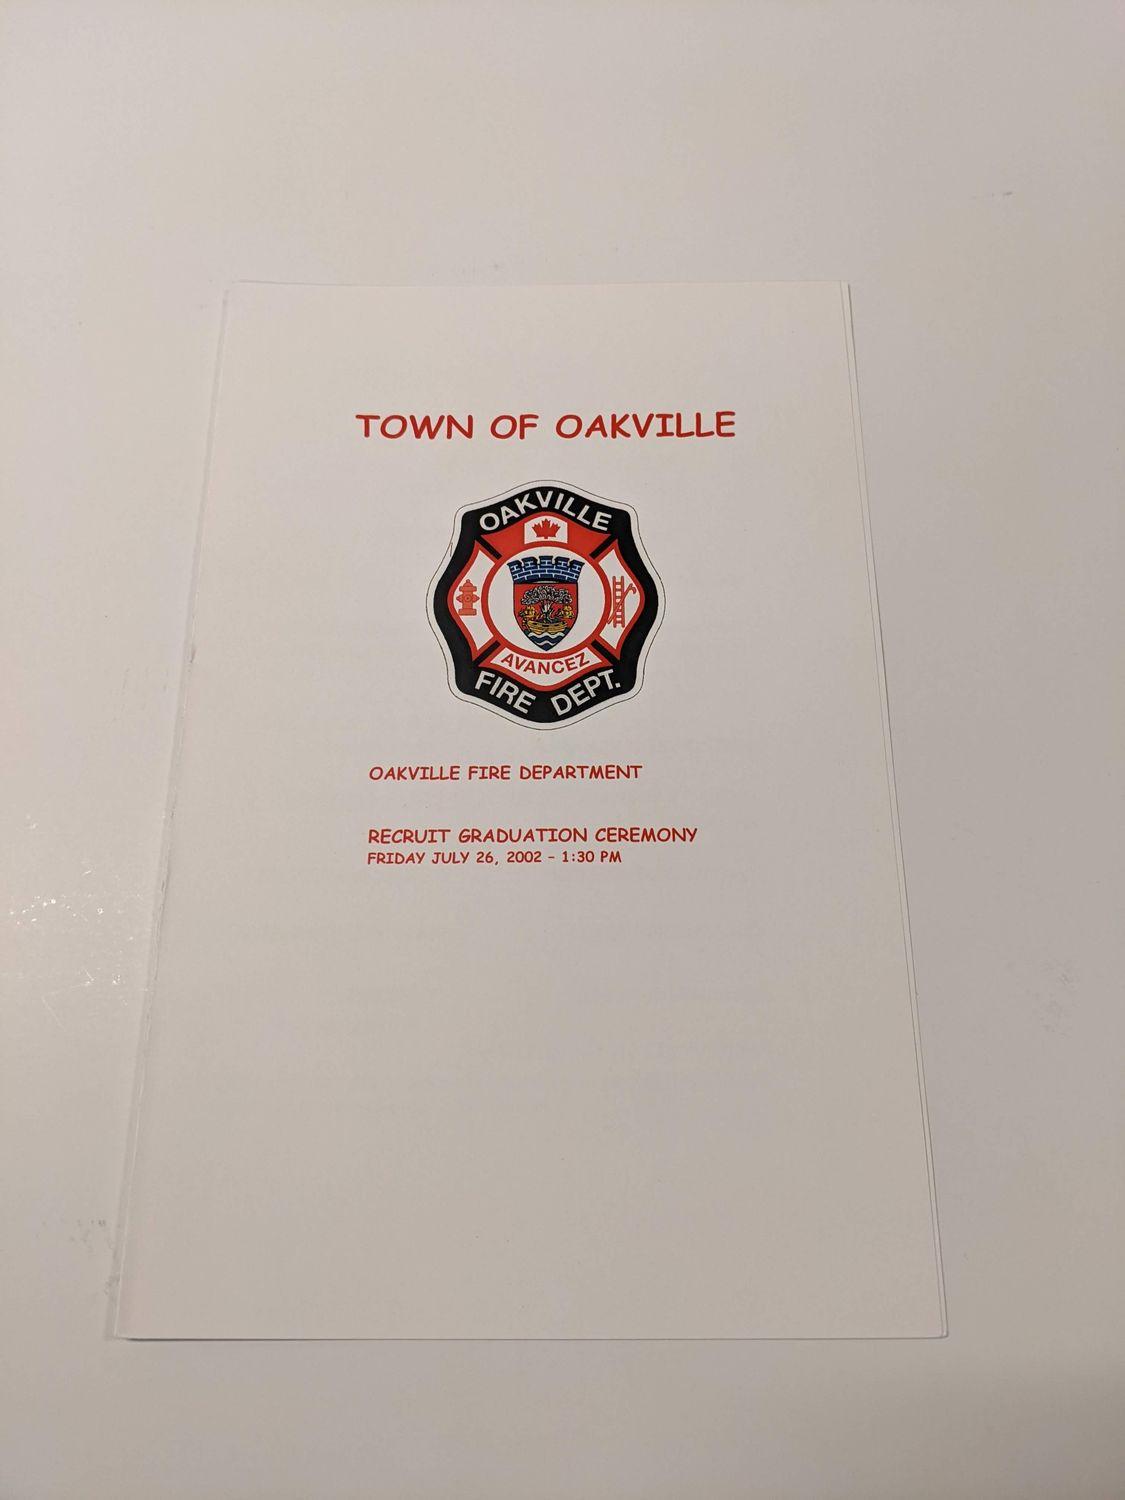 TOWN OF OAKVILLE
OAKVILLE
AVANCEZ
FIRE DEPT.
OAKVILLE FIRE DEPARTMENT
RECRUIT GRADUATION CEREMONY
FRIDAY JULY 26, 2002 - 1:30 PM